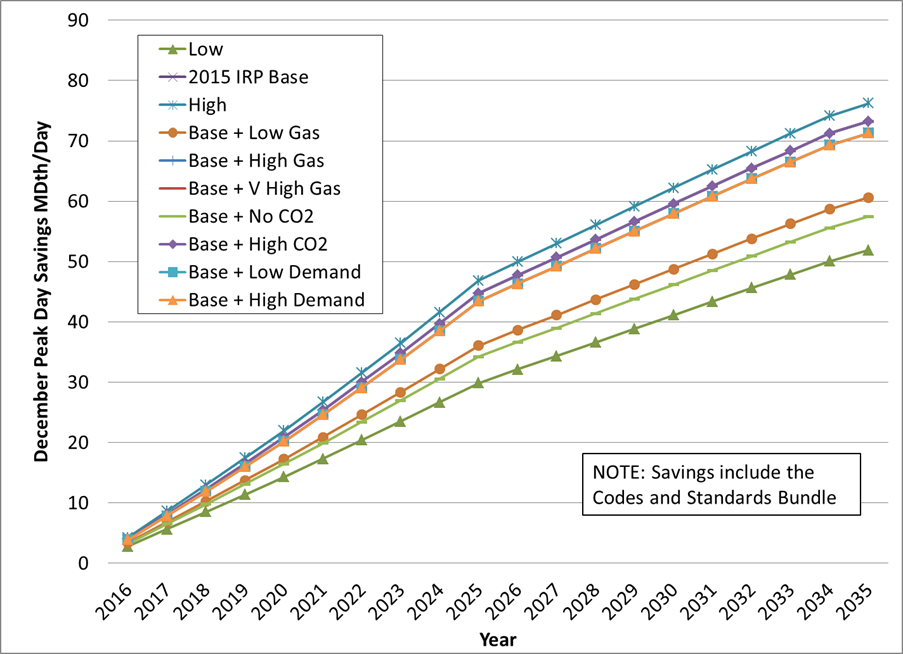 December Peak Day Savings MDth/Day
90
80
70
60
50
40
30
20
10
0
Low
2015 IRP Base
High
Base + Low Gas
Base + High Gas
Base + V High Gas
Base + No CO2
Base + High CO2
Base + Low Demand
Base + High Demand
NOTE: Savings include the
Codes and Standards Bundle
2016 2017 2018 2019 2020 2021 2022 2023 2024 2025 2026 2027 2028 2029 2030 2031 2032 2033 2034 2035
Year